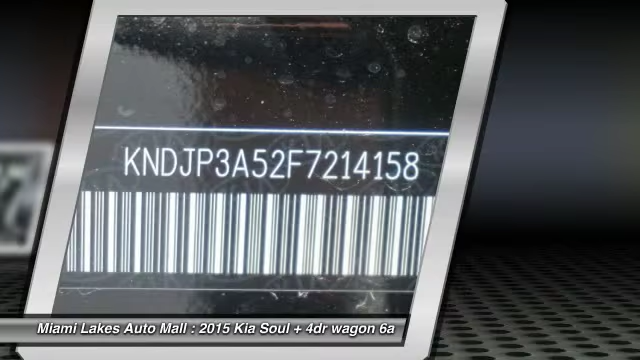 KNDJP3A52F7214158
Miami Lakes Auto Mall : 2015 Kia Soul + 4dr wagon 6a